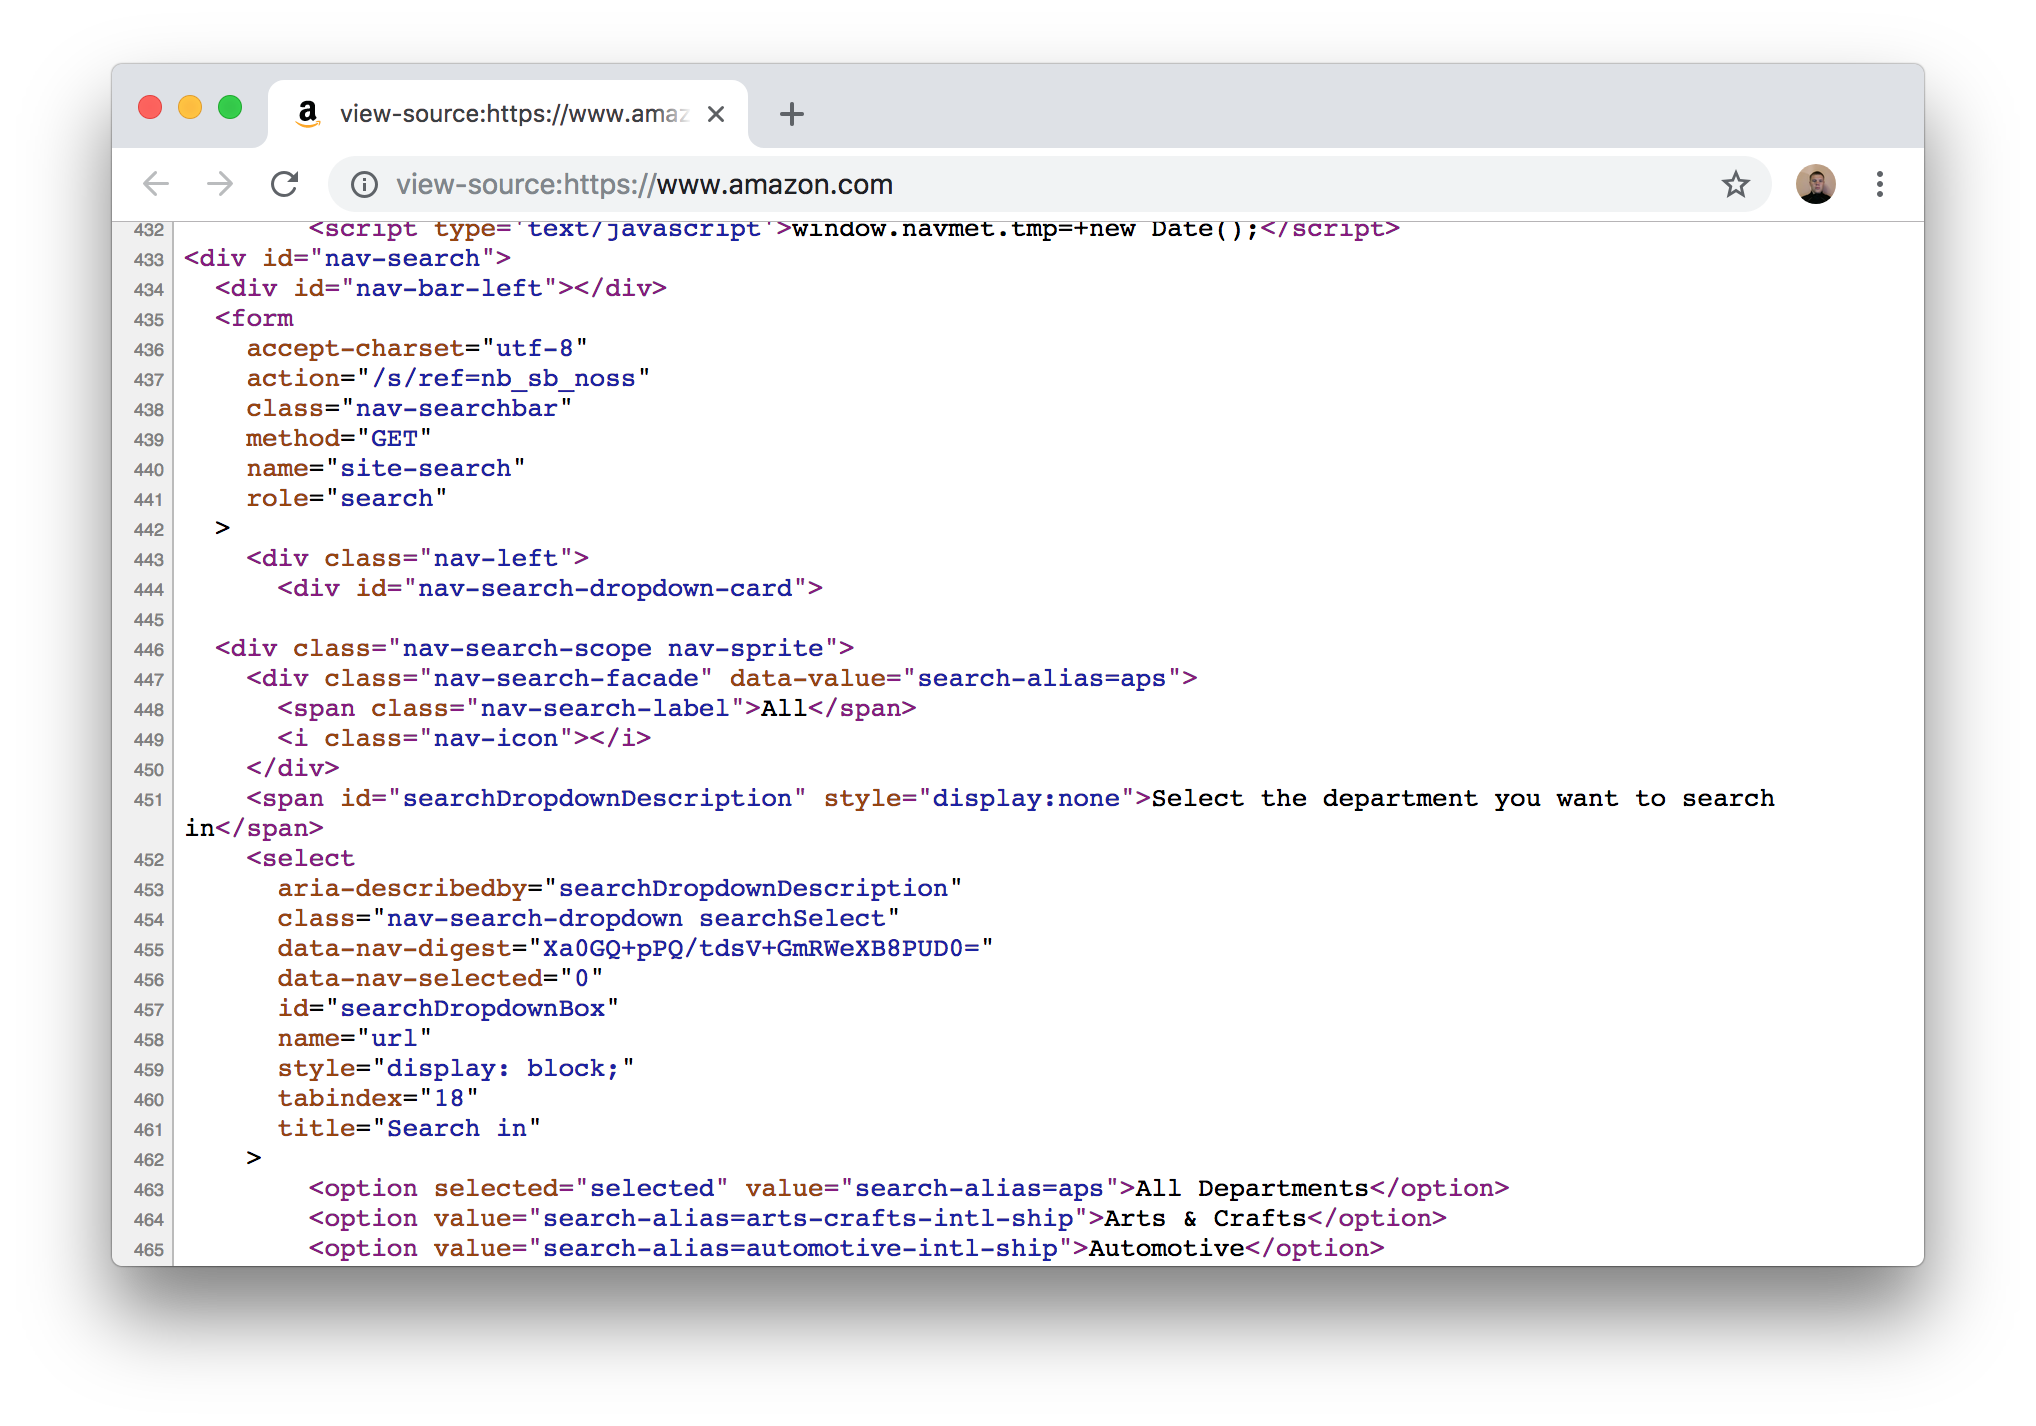 view-source:https://www.amaz
view-source:https://www.amazon.com
432         <script type='text/javascript'>window.navmet.tmp=+new Date();</script>
433 <div id="nav-search">
434   <div id="nav-bar-left"></div>
435   <form
436     accept-charset="utf-8"
437     action="/s/ref=nb_sb_noss"
438     class="nav-searchbar"
439     method="GET"
440     name="site-search"
441     role="search"
442   >
443     <div class="nav-left">
444       <div id="nav-search-dropdown-card">
445
446   <div class="nav-search-scope nav-sprite">
447     <div class="nav-search-facade" data-value="search-alias=aps">
448       <span class="nav-search-label">All</span>
449       <i class="nav-icon"></i>
450     </div>
451     <span id="searchDropdownDescription" style="display:none">Select the department you want to search
in</span>
452     <select
453       aria-describedby="searchDropdownDescription"
454       class="nav-search-dropdown searchSelect"
455       data-nav-digest="Xa0GQ+pPQ/tdsV+GmRWeXB8PUD0="
456       data-nav-selected="0"
457       id="searchDropdownBox"
458       name="url"
459       style="display: block;"
460       tabindex="18"
461       title="Search in"
462     >
463         <option selected="selected" value="search-alias=aps">All Departments</option>
464         <option value="search-alias=arts-crafts-intl-ship">Arts & Crafts</option>
465         <option value="search-alias=automotive-intl-ship">Automotive</option>